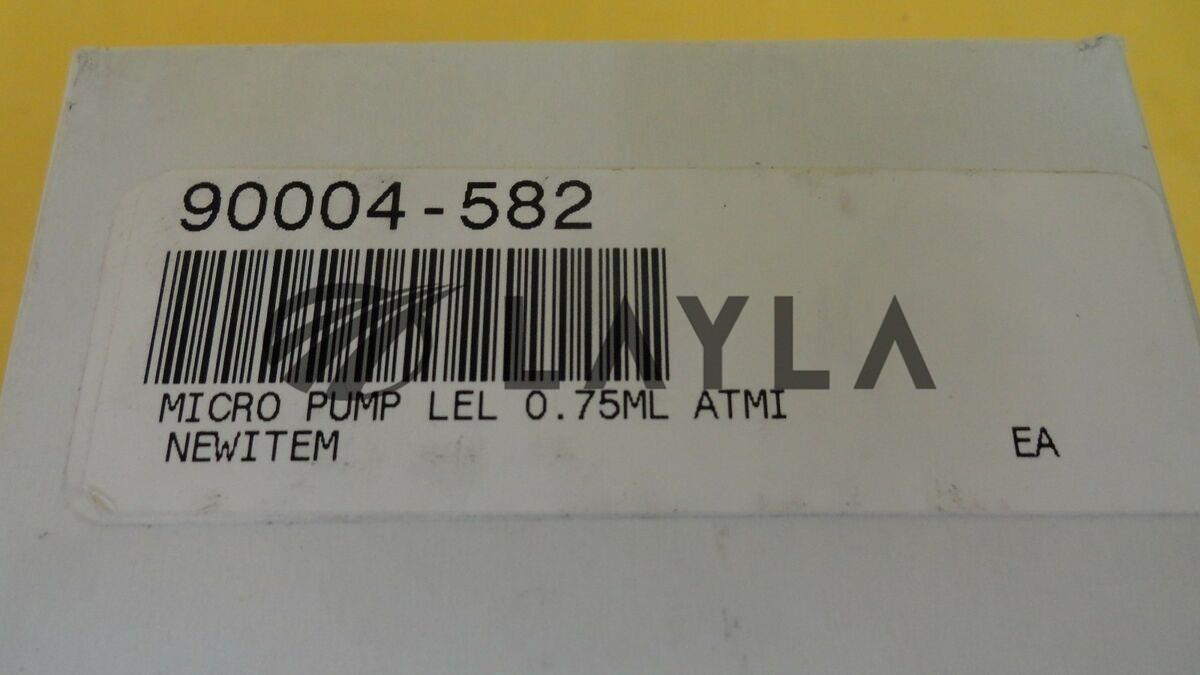 90004-582
LAYLA
MICRO PUMP LEL 0.75ML ATMI
NEWITEM EA